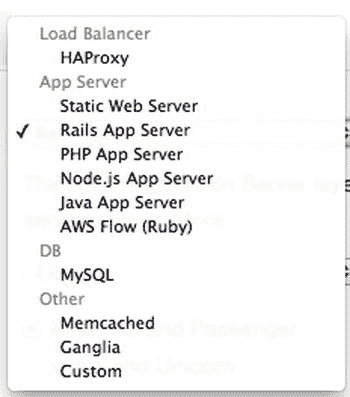 Load Balancer
HAProxy
App Server
Static Web Server
✓ Rails App Server
PHP App Server
Node.js App Server
Java App Server
AWS Flow (Ruby)
DB
MySQL
Other
Memcached
Ganglia
Custom